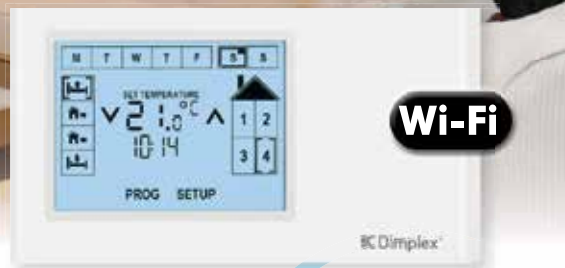 M T W T F S S
SET TEMPERATURE
21.0°C
1 2
10:14
3 4
PROG SETUP
Wi-Fi
Dimplex